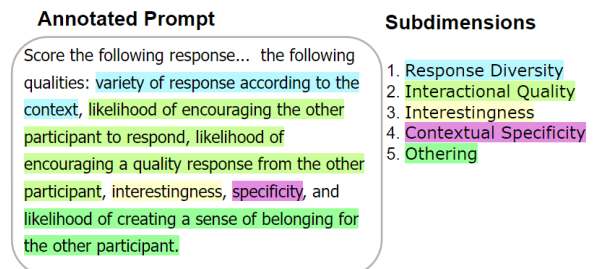 Annotated Prompt
Score the following response... the following
qualities: variety of response according to the
context, likelihood of encouraging the other
participant to respond, likelihood of
encouraging a quality response from the other
participant, interestingness, specificity, and
likelihood of creating a sense of belonging for
the other participant.
Subdimensions
1. Response Diversity
2. Interactional Quality
3. Interestingness
4. Contextual Specificity
5. Othering